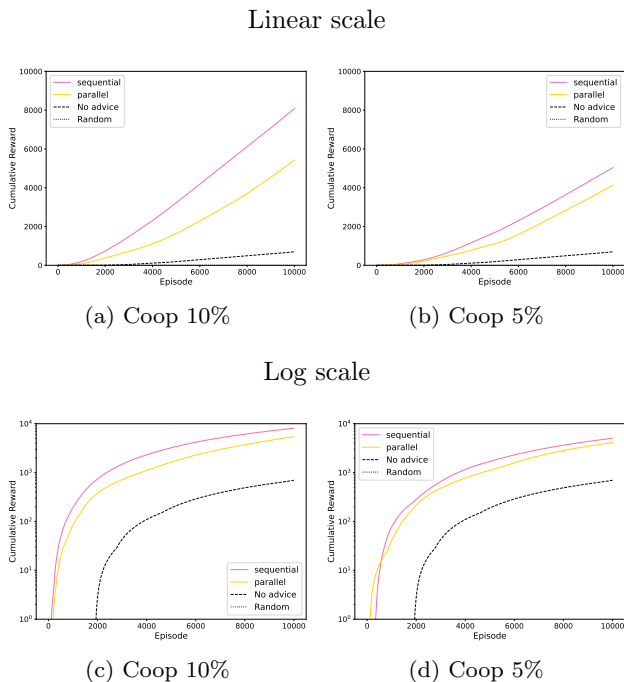 Linear scale
10000
8000
6000
4000
2000
0
Cumulative Reward
sequential
parallel
No advice
Random
0 2000 4000 6000 8000 10000
Episode
(a) Coop 10%
10000
8000
6000
4000
2000
0
Cumulative Reward
sequential
parallel
No advice
Random
0 2000 4000 6000 8000 10000
Episode
(b) Coop 5%
Log scale
10⁴
10³
10²
10¹
10⁰
Cumulative Reward
sequential
parallel
No advice
Random
0 2000 4000 6000 8000 10000
Episode
(c) Coop 10%
10⁴
10³
10²
10¹
10⁰
Cumulative Reward
sequential
parallel
No advice
Random
0 2000 4000 6000 8000 10000
Episode
(d) Coop 5%